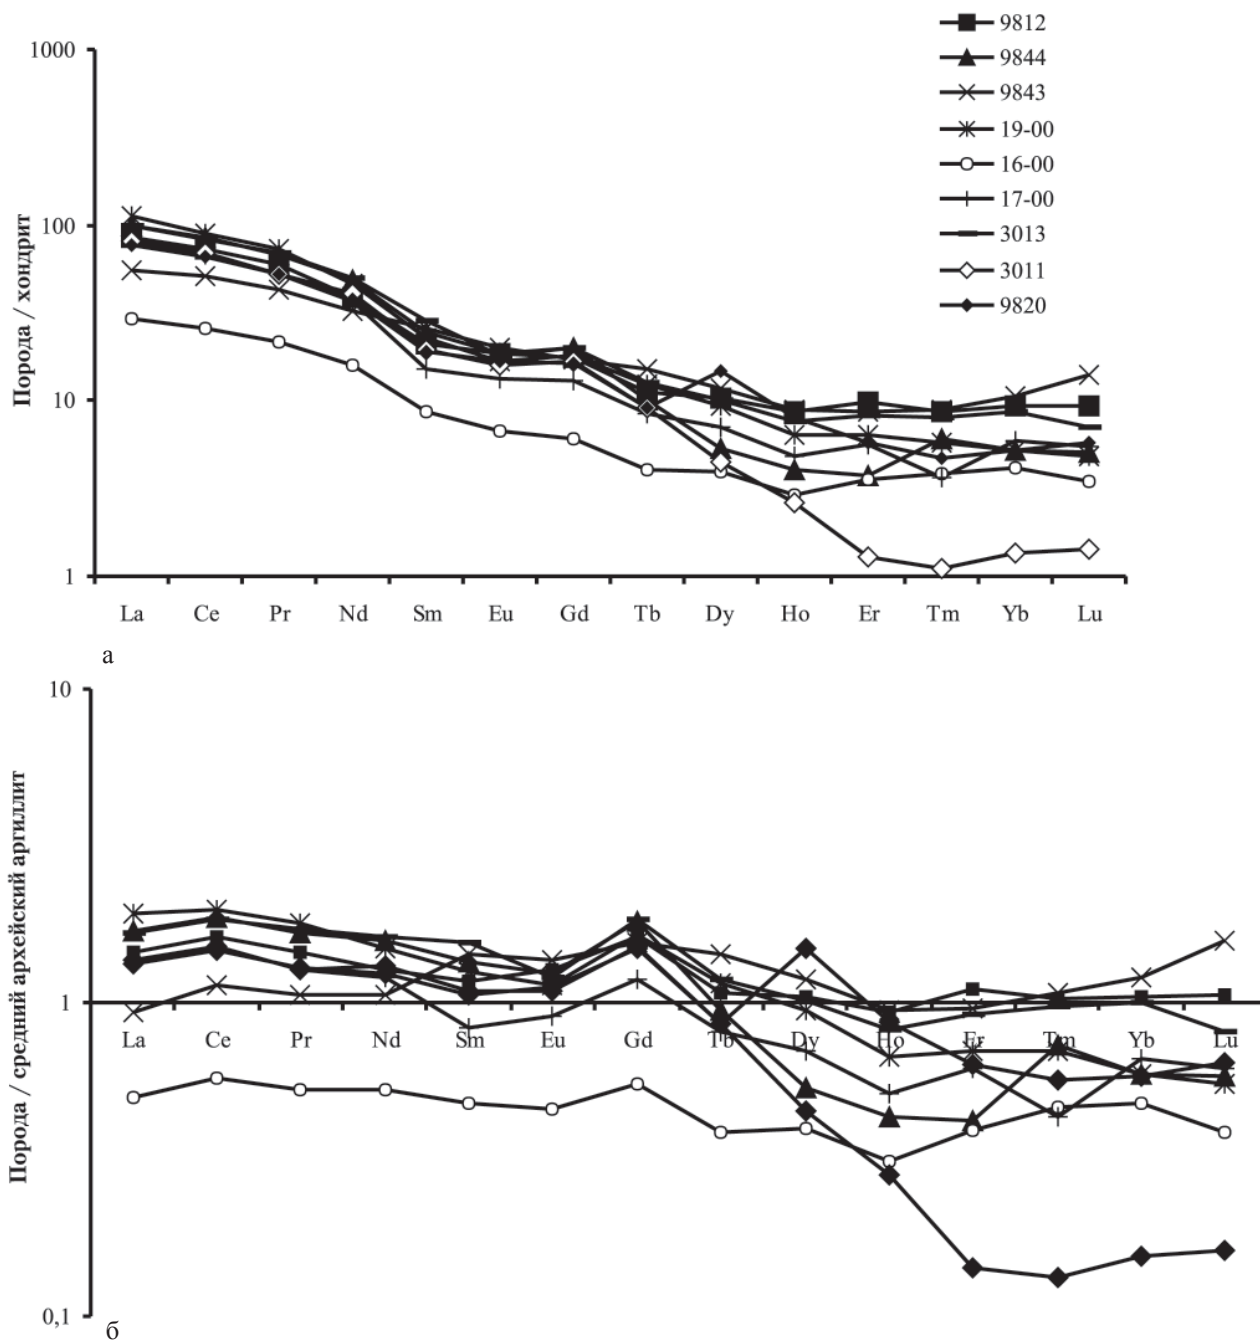 9812
9844
9843
19-00
16-00
17-00
3013
3011
9820
Порода / хондрит
1000
100
10
1
La Ce Pr Nd Sm Eu Gd Tb Dy Ho Er Tm Yb Lu
а
Порода / средний архейский аргиллит
10
1
La Ce Pr Nd Sm Eu Gd Tb Dy Ho Er Tm Yb Lu
0,1
б